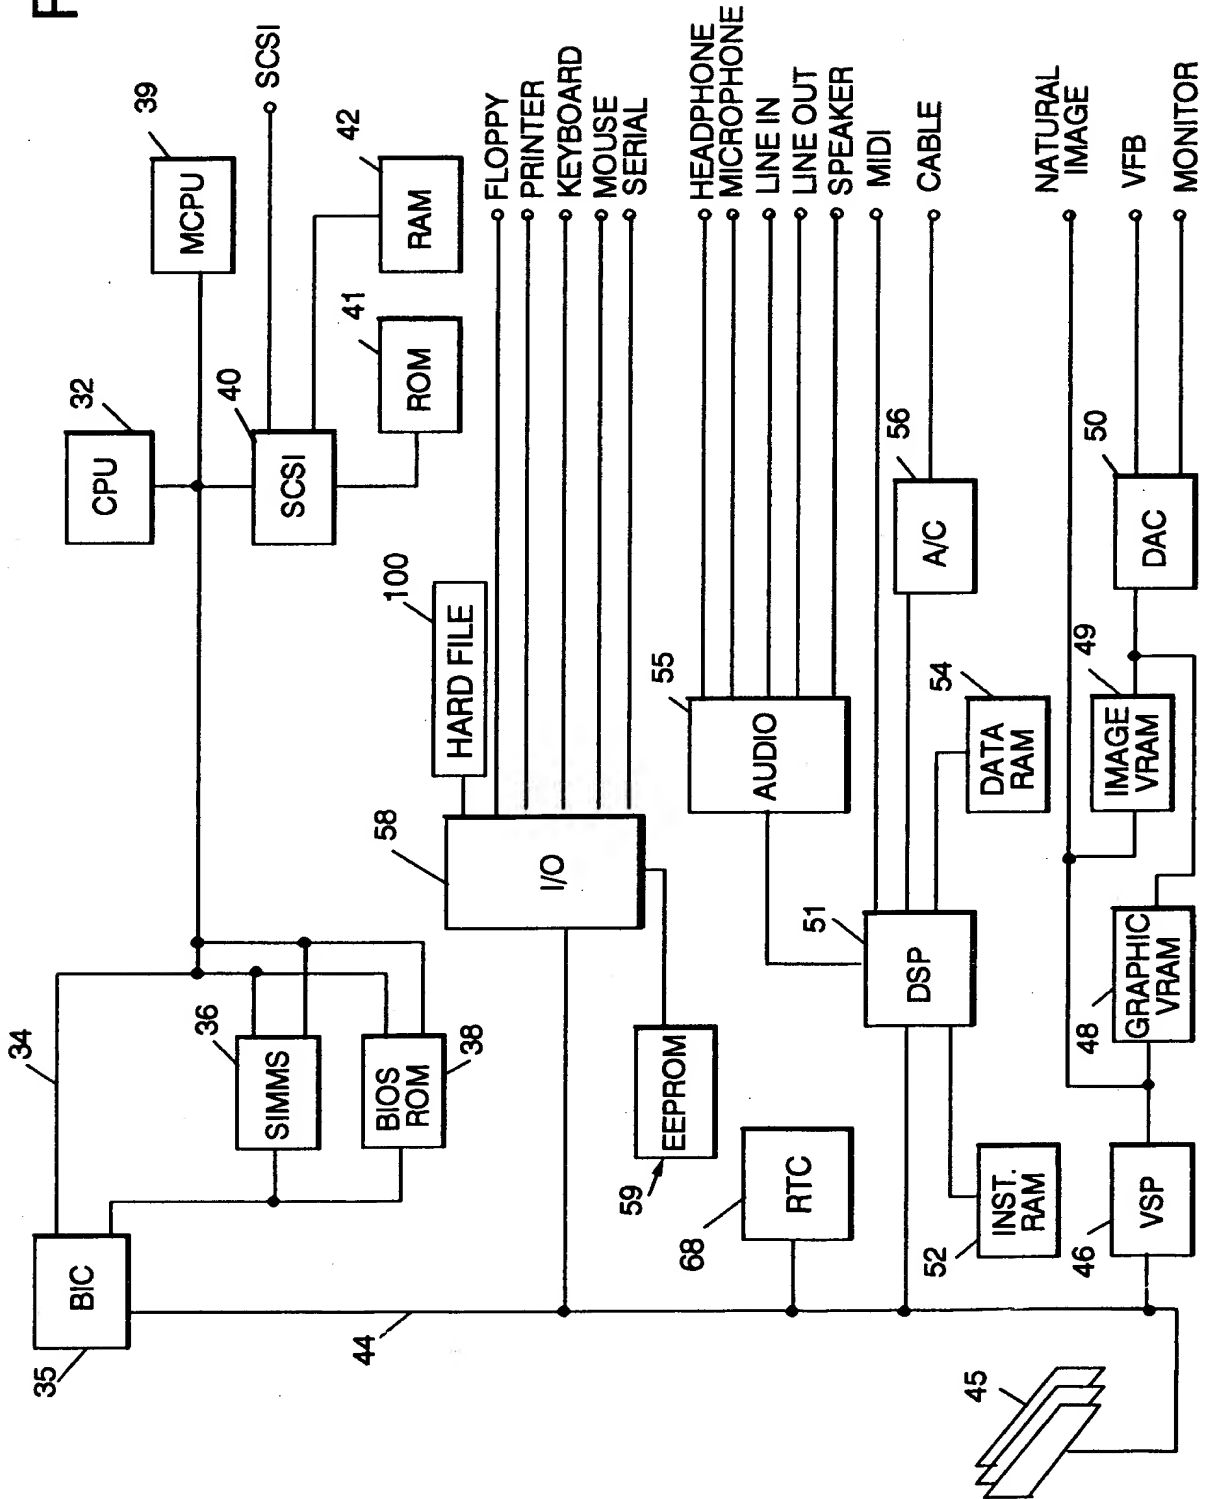 F
39
MCPU
SCSI
32
CPU
40
SCSI
42
RAM
41
ROM
34
36
SIMMS
BIOS
ROM
38
BIC
35
44
100
HARD FILE
58
I/O
FLOPPY
PRINTER
KEYBOARD
MOUSE
SERIAL
59
EEPROM
68
RTC
55
AUDIO
HEADPHONE
MICROPHONE
LINE IN
LINE OUT
SPEAKER
MIDI
CABLE
56
A/C
51
DSP
54
DATA
RAM
52
INST.
RAM
NATURAL
IMAGE
VFB
MONITOR
50
DAC
49
IMAGE
VRAM
48
GRAPHIC
VRAM
46
VSP
45